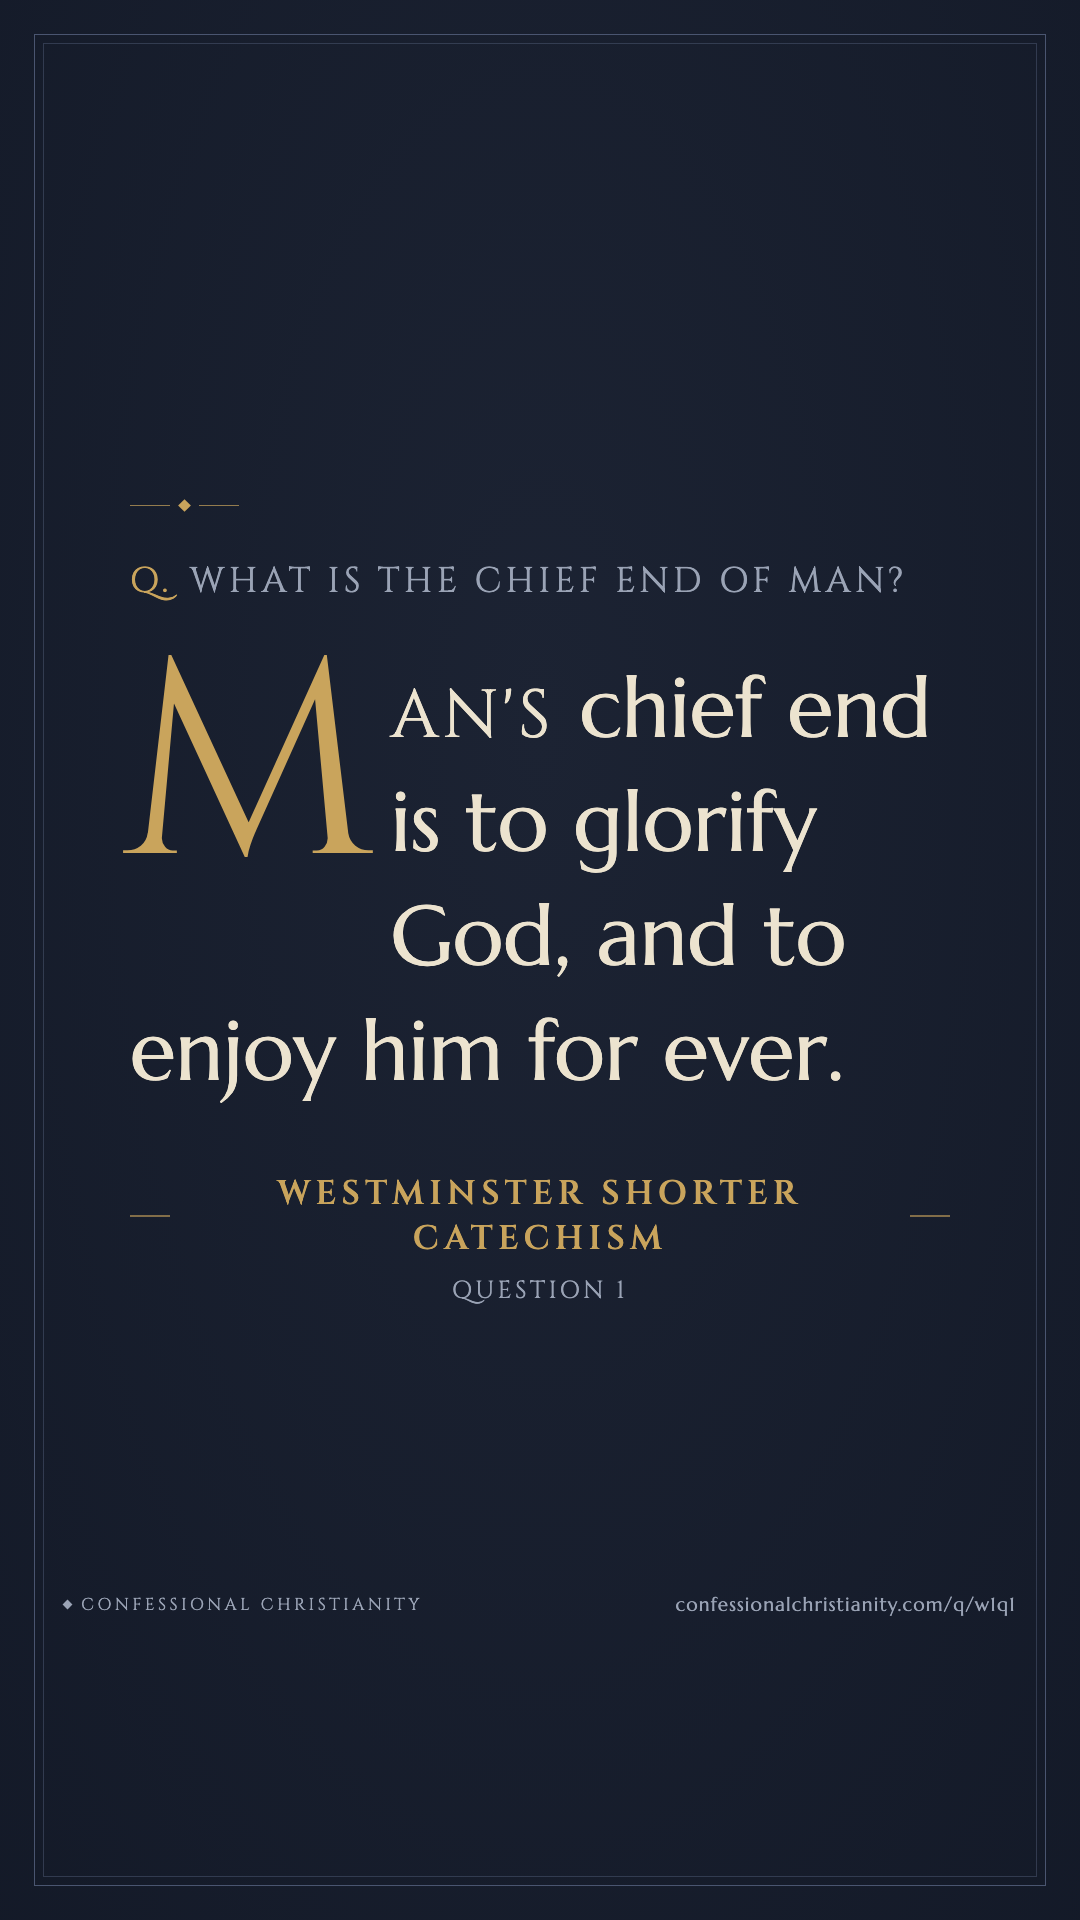 Q. WHAT IS THE CHIEF END OF MAN?
MAN'S chief end
is to glorify
God, and to
enjoy him for ever.
WESTMINSTER SHORTER
CATECHISM
QUESTION 1
CONFESSIONAL CHRISTIANITY
confessionalchristianity.com/q/wlq1